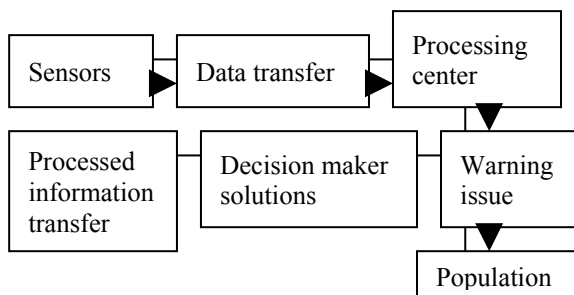 Sensors
Data transfer
Processing
center
Processed
information
transfer
Decision maker
solutions
Warning
issue
Population